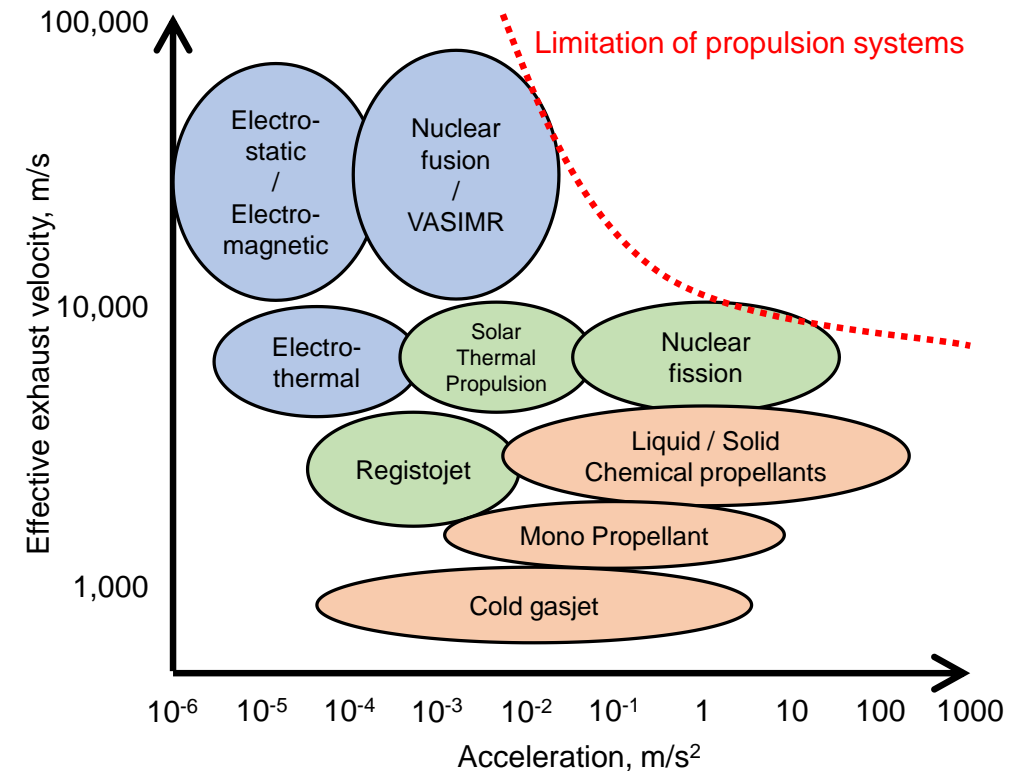 100,000
Limitation of propulsion systems
Electro-
static
/
Electro-
magnetic
Nuclear
fusion
/
VASIMR
Effective exhaust velocity, m/s
10,000
Electro-
thermal
Solar
Thermal
Propulsion
Nuclear
fission
Registojet
Liquid / Solid
Chemical propellants
Mono Propellant
1,000
Cold gasjet
10-6 10-5 10-4 10-3 10-2 10-1 1 10 100 1000
Acceleration, m/s2